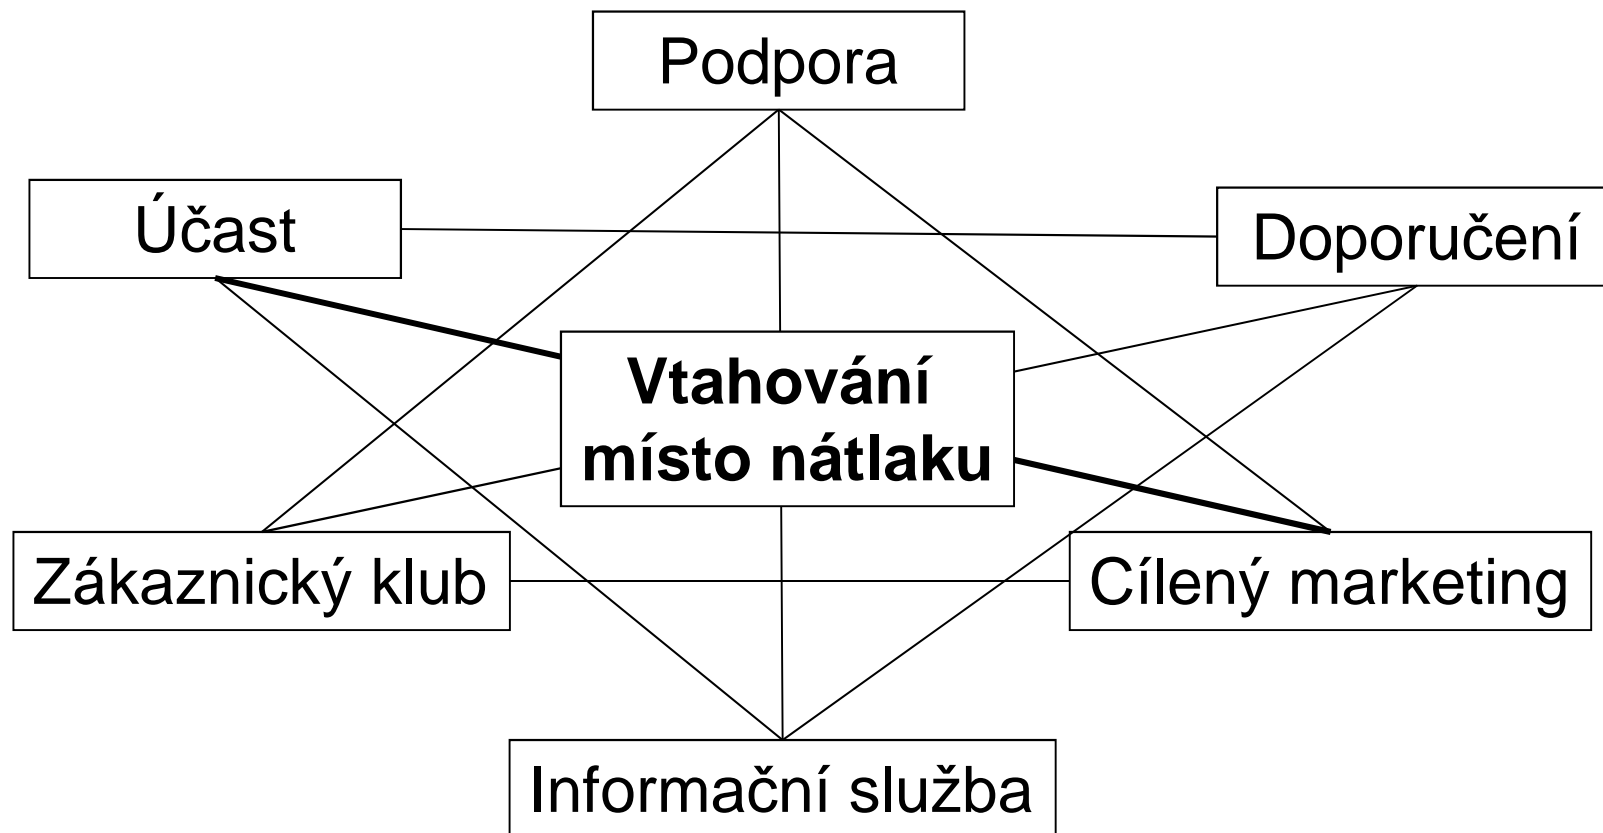 Podpora
Účast
Doporučení
Vtahování
místo nátlaku
Zákaznický klub
Cílený marketing
Informační služba